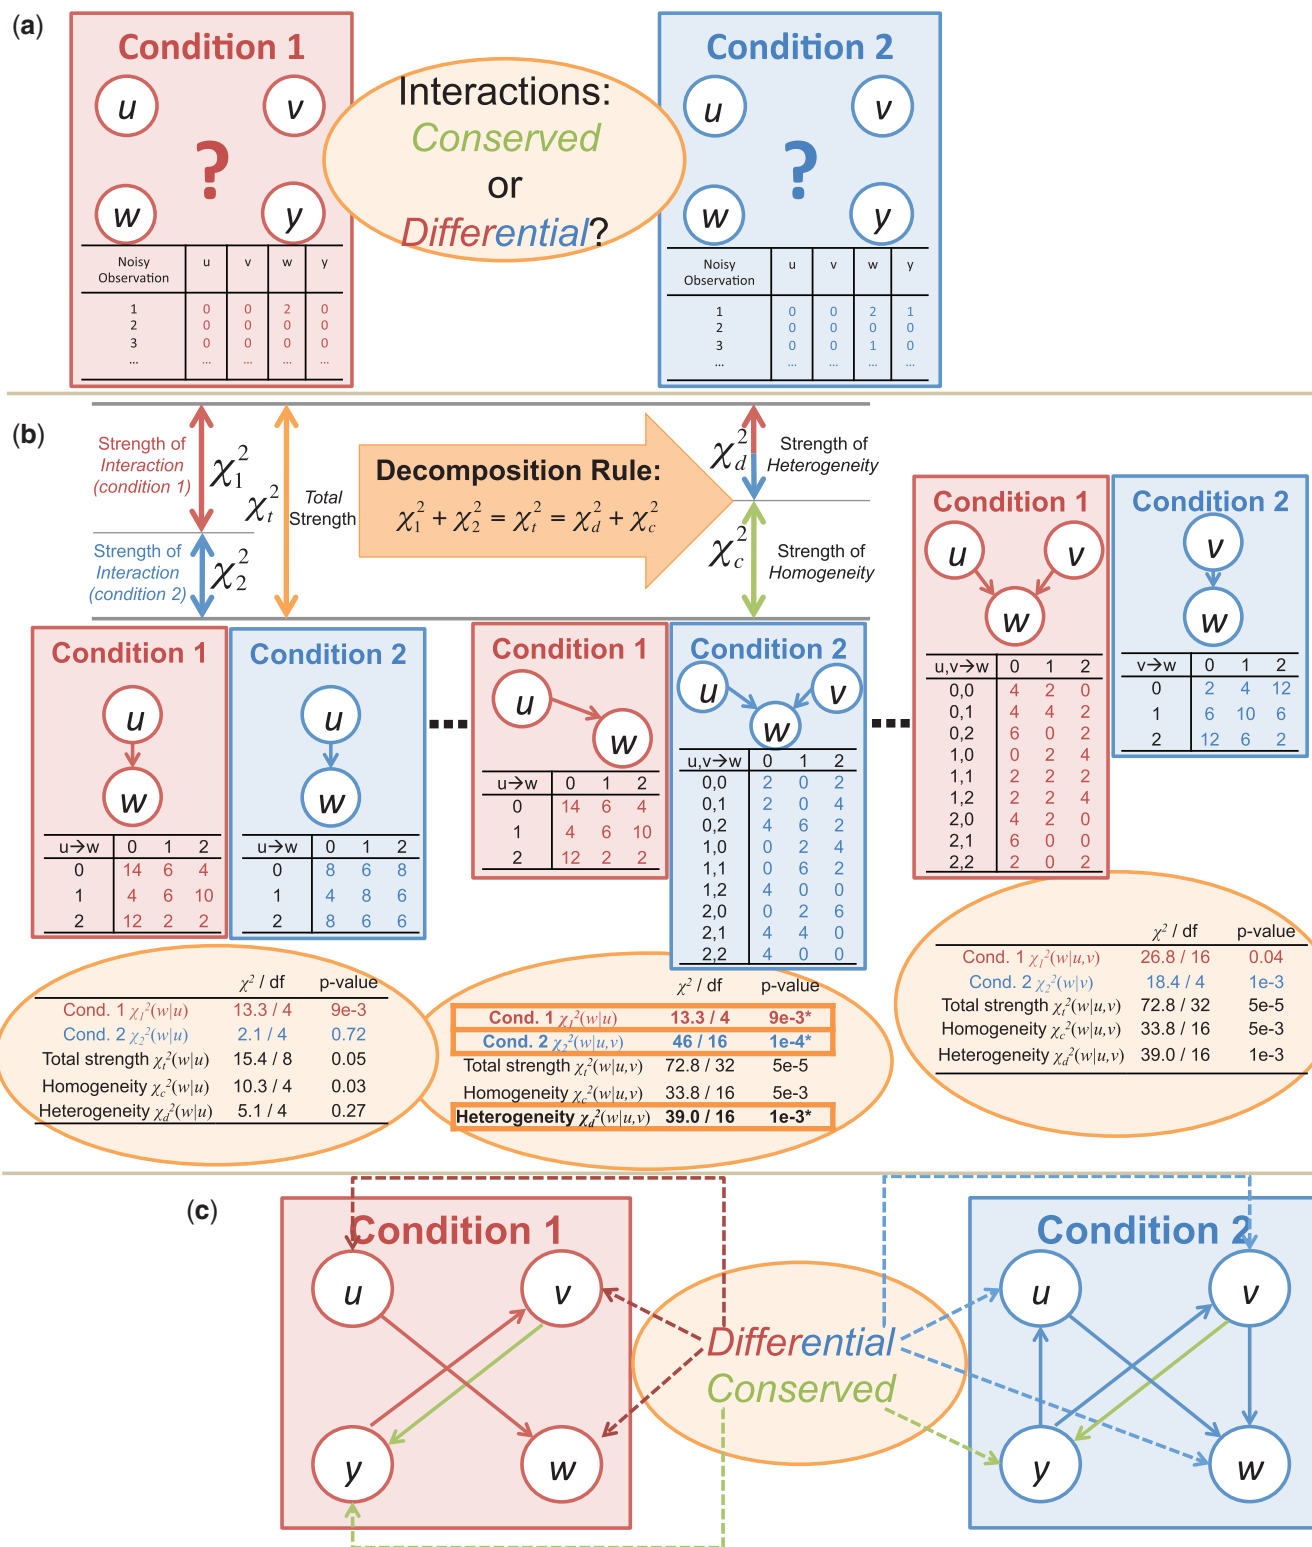 (a)
Condition 1
u
v
?
w
y
Noisy Observation u v w y
1 0 0 2 0
2 0 0 0 0
3 0 0 0 0
... ... ... ... ...
Interactions:
Conserved
or
Differential?
Condition 2
u
v
?
w
y
Noisy Observation u v w y
1 0 0 2 1
2 0 0 0 0
3 0 0 1 0
... ... ... ... ...
(b)
Strength of
Interaction
(condition 1)
χ₁²
Strength of
Interaction
(condition 2)
χ₂²
χₜ²
Total
Strength
Decomposition Rule:
χ₁² + χ₂² = χₜ² = χ_d² + χ_c²
χ_d²
Strength of
Heterogeneity
χ_c²
Strength of
Homogeneity
Condition 1
u
w
u→w 0 1 2
0 14 6 4
1 4 6 10
2 12 2 2
Condition 2
u
w
u→w 0 1 2
0 8 6 8
1 4 8 6
2 8 6 6
χ² / df p-value
Cond. 1 χ₁²(w|u) 13.3 / 4 9e-3
Cond. 2 χ₂²(w|u) 2.1 / 4 0.72
Total strength χₜ²(w|u) 15.4 / 8 0.05
Homogeneity χ_c²(w|u) 10.3 / 4 0.03
Heterogeneity χ_d²(w|u) 5.1 / 4 0.27
...
Condition 1
u
w
u→w 0 1 2
0 14 6 4
1 4 6 10
2 12 2 2
Condition 2
u
v
w
u,v→w 0 1 2
0,0 2 0 2
0,1 2 0 4
0,2 4 6 2
1,0 0 2 4
1,1 0 6 2
1,2 4 0 0
2,0 0 2 6
2,1 4 4 0
2,2 4 0 0
χ² / df p-value
Cond. 1 χ₁²(w|u) 13.3 / 4 9e-3*
Cond. 2 χ₂²(w|u,v) 46 / 16 1e-4*
Total strength χₜ²(w|u,v) 72.8 / 32 5e-5
Homogeneity χ_c²(w|u,v) 33.8 / 16 5e-3
Heterogeneity χ_d²(w|u,v) 39.0 / 16 1e-3*
...
Condition 1
u
v
w
u,v→w 0 1 2
0,0 4 2 0
0,1 4 4 2
0,2 6 0 2
1,0 0 2 4
1,1 2 2 2
1,2 2 2 4
2,0 4 2 0
2,1 6 0 0
2,2 2 0 2
Condition 2
v
w
v→w 0 1 2
0 2 4 12
1 6 10 6
2 12 6 2
χ² / df p-value
Cond. 1 χ₁²(w|u,v) 26.8 / 16 0.04
Cond. 2 χ₂²(w|v) 18.4 / 4 1e-3
Total strength χₜ²(w|u,v) 72.8 / 32 5e-5
Homogeneity χ_c²(w|u,v) 33.8 / 16 5e-3
Heterogeneity χ_d²(w|u,v) 39.0 / 16 1e-3
(c)
Condition 1
u
v
y
w
Differential
Conserved
Condition 2
u
v
y
w